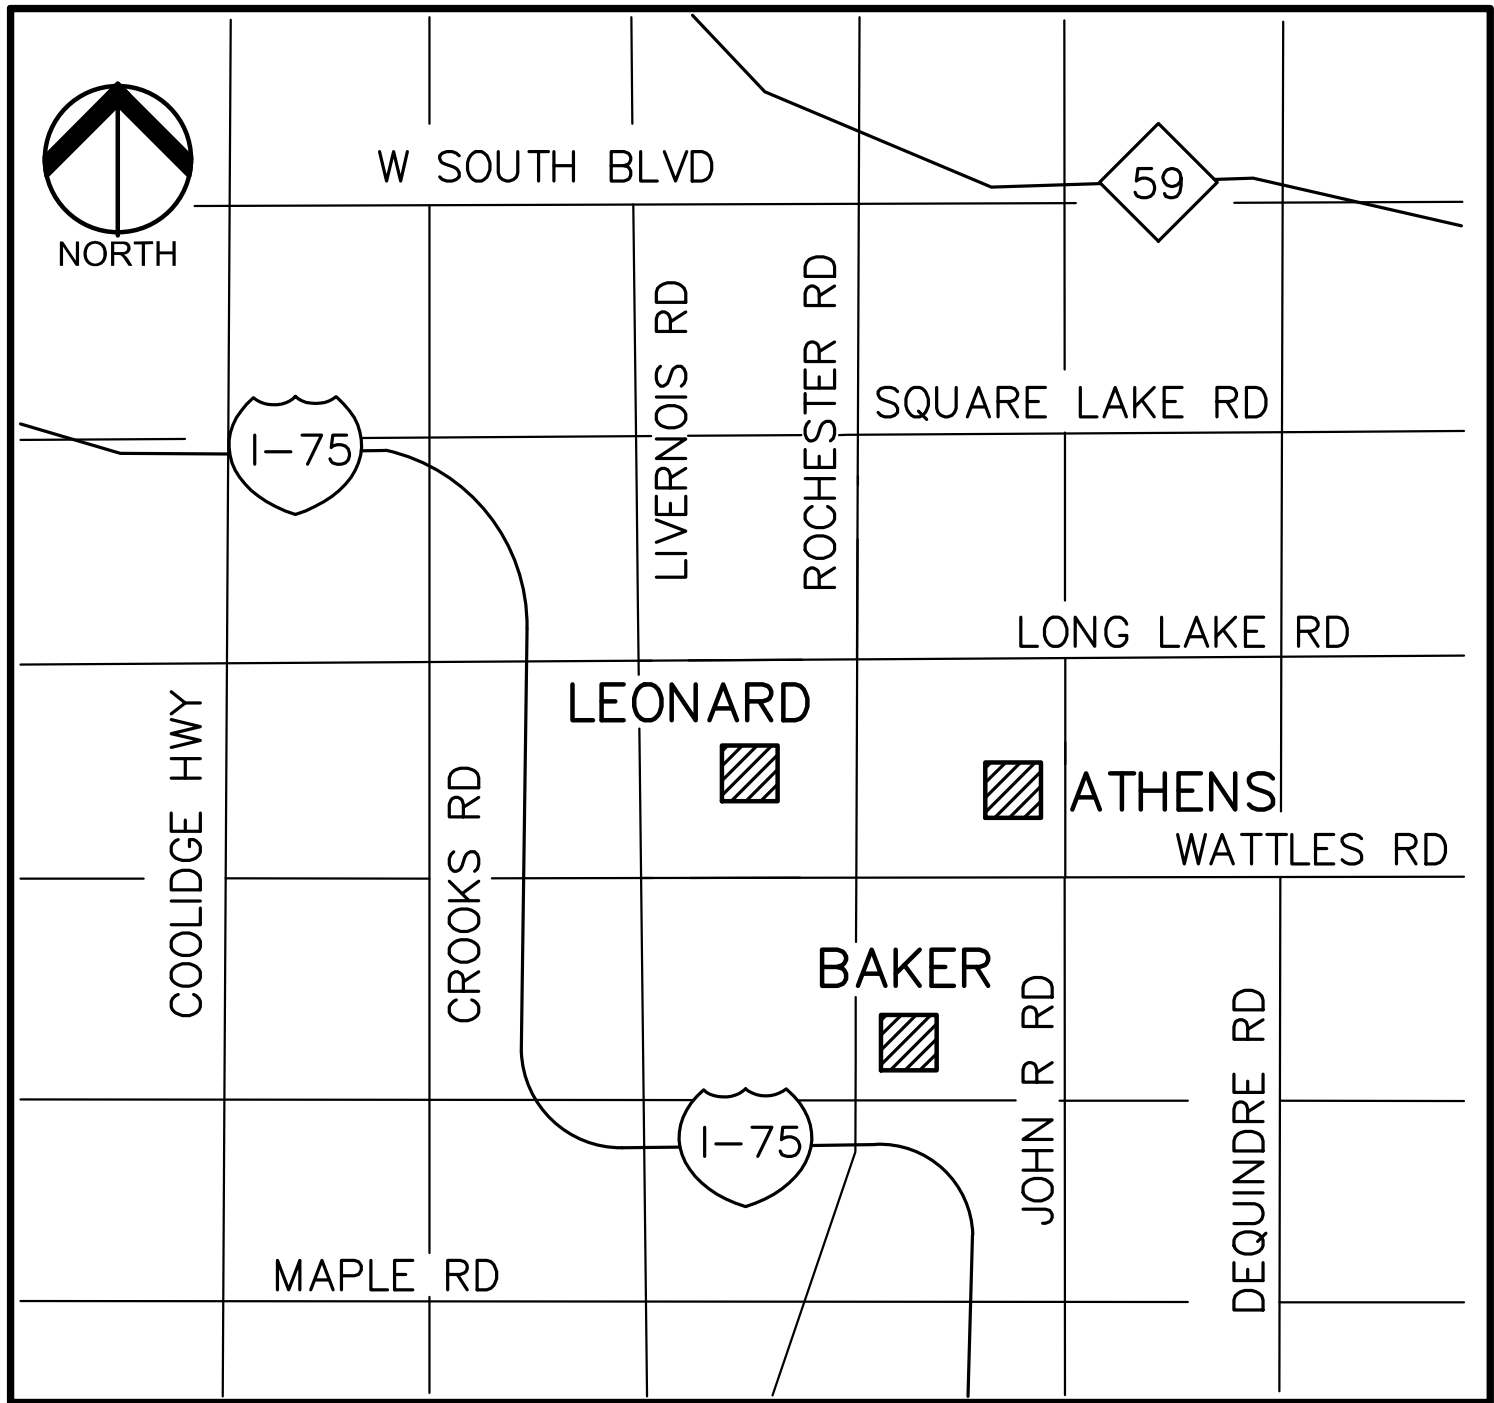 W SOUTH BLVD
59
NORTH
LIVERNOIS RD
ROCHESTER RD
SQUARE LAKE RD
I-75
LONG LAKE RD
LEONARD
COOLIDGE HWY
CROOKS RD
ATHENS
WATTLES RD
BAKER
JOHN R RD
DEQUINDRE RD
I-75
MAPLE RD